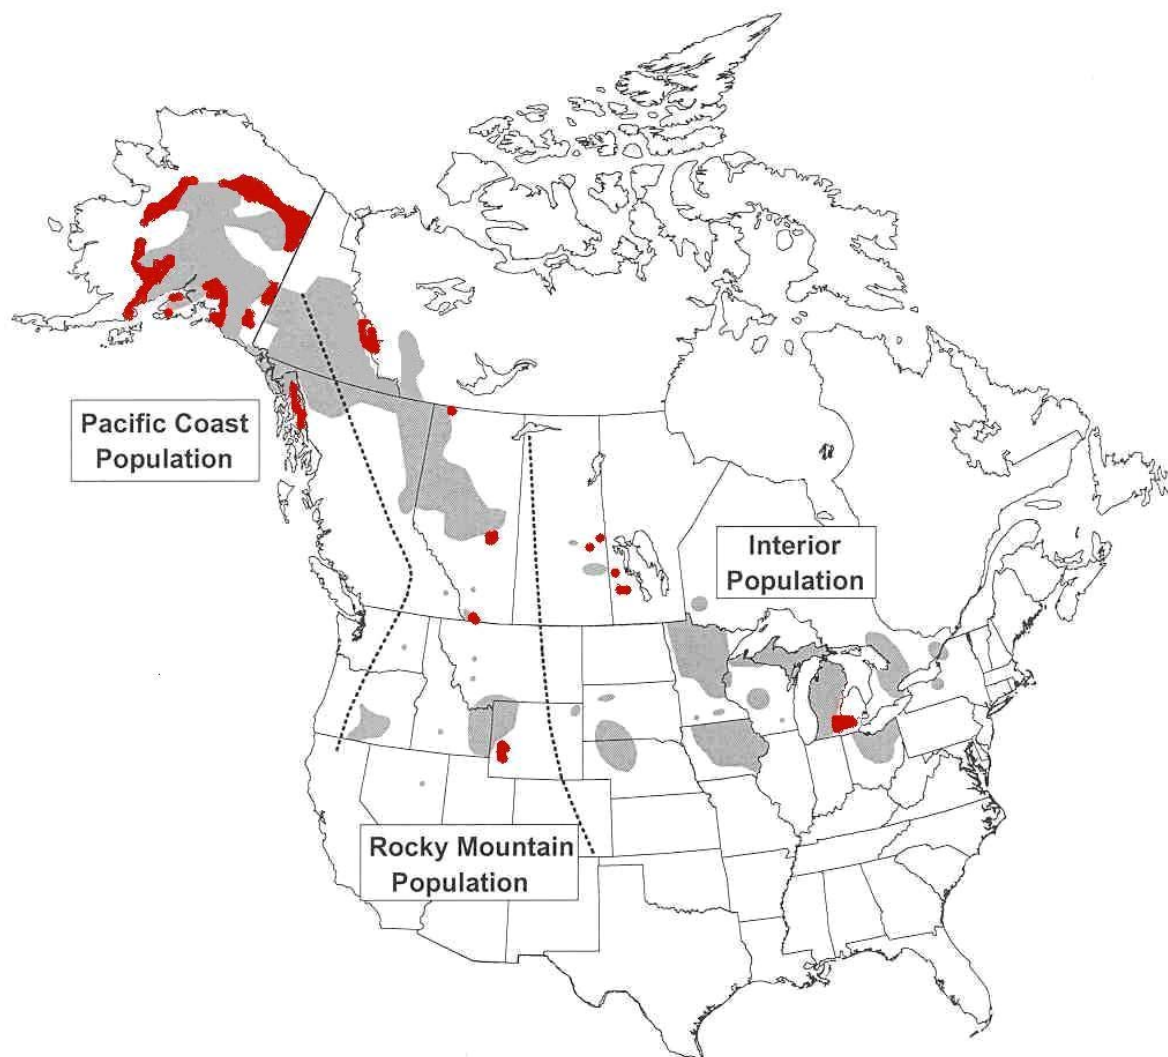 Pacific Coast
Population
Interior
Population
Rocky Mountain
Population